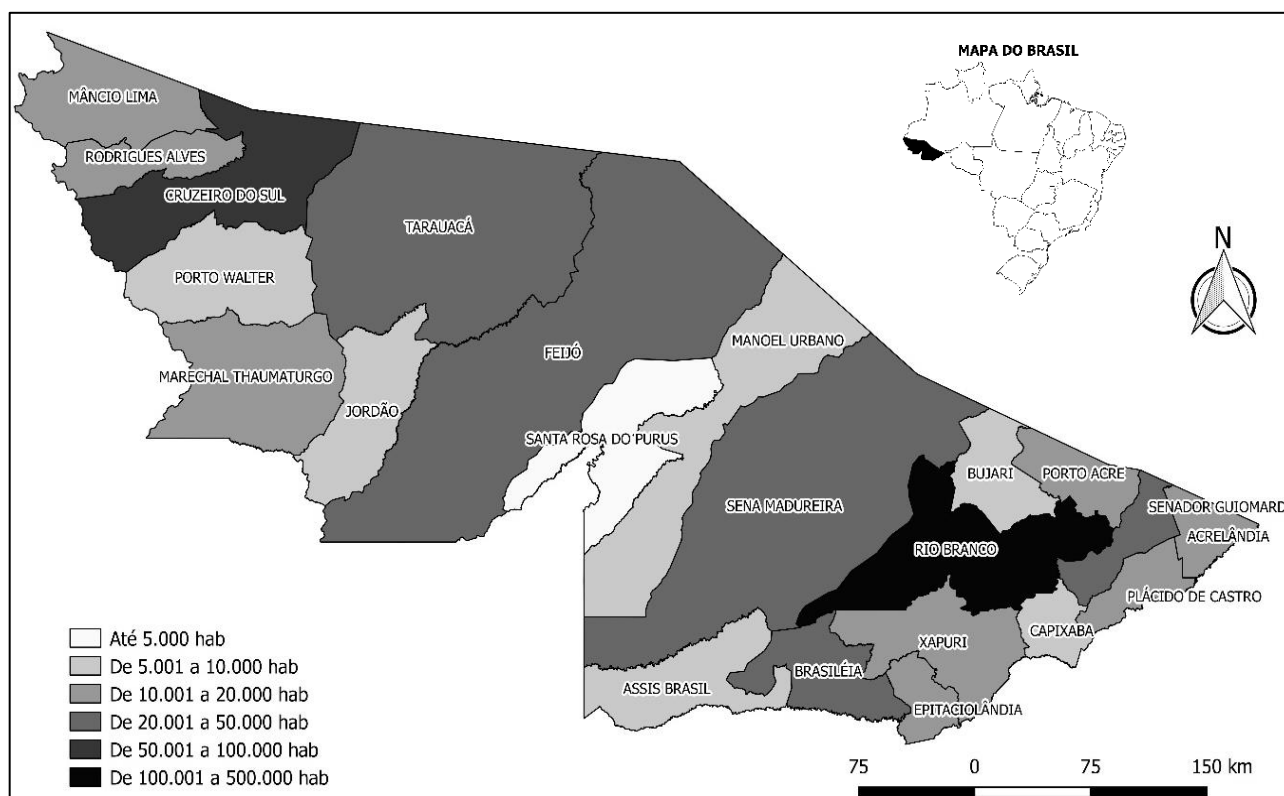 MAPA DO BRASIL
N
MÂNCIO LIMA
RODRIGUES ALVES
CRUZEIRO DO SUL
TARAUACÁ
PORTO WALTER
MANOEL URBANO
FEIJÓ
MARECHAL THAUMATURGO
JORDÃO
SANTA ROSA DO PURUS
BUJARI
PORTO ACRE
SENA MADUREIRA
SENADOR GUIOMARD
ACRELÂNDIA
RIO BRANCO
PLÁCIDO DE CASTRO
CAPIXABA
XAPURI
BRASILÉIA
ASSIS BRASIL
EPITACIOLÂNDIA
Até 5.000 hab
De 5.001 a 10.000 hab
De 10.001 a 20.000 hab
De 20.001 a 50.000 hab
De 50.001 a 100.000 hab
De 100.001 a 500.000 hab
75 0 75 150 km